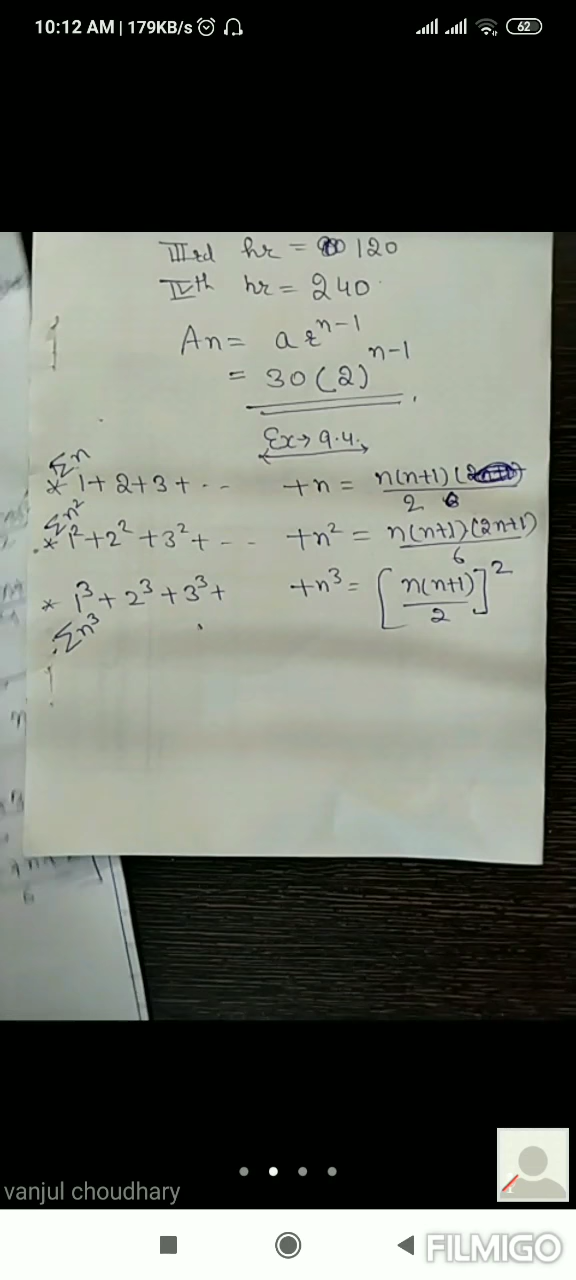 10:12 AM | 179KB/s
62
IIIrd hr = 120
IVth hr = 240
An = ar^n-1
= 30(2)^n-1
Ex→9.4.
Σn
* 1 + 2 + 3 + -- +n = n(n+1)(/2 6
Σn²
* 1² + 2² + 3² + -- +n² = n(n+1)(2n+1)/6
* 1³ + 2³ + 3³ + +n³ = [n(n+1)/2]²
Σn³
vanjul choudhary
FILMIGO